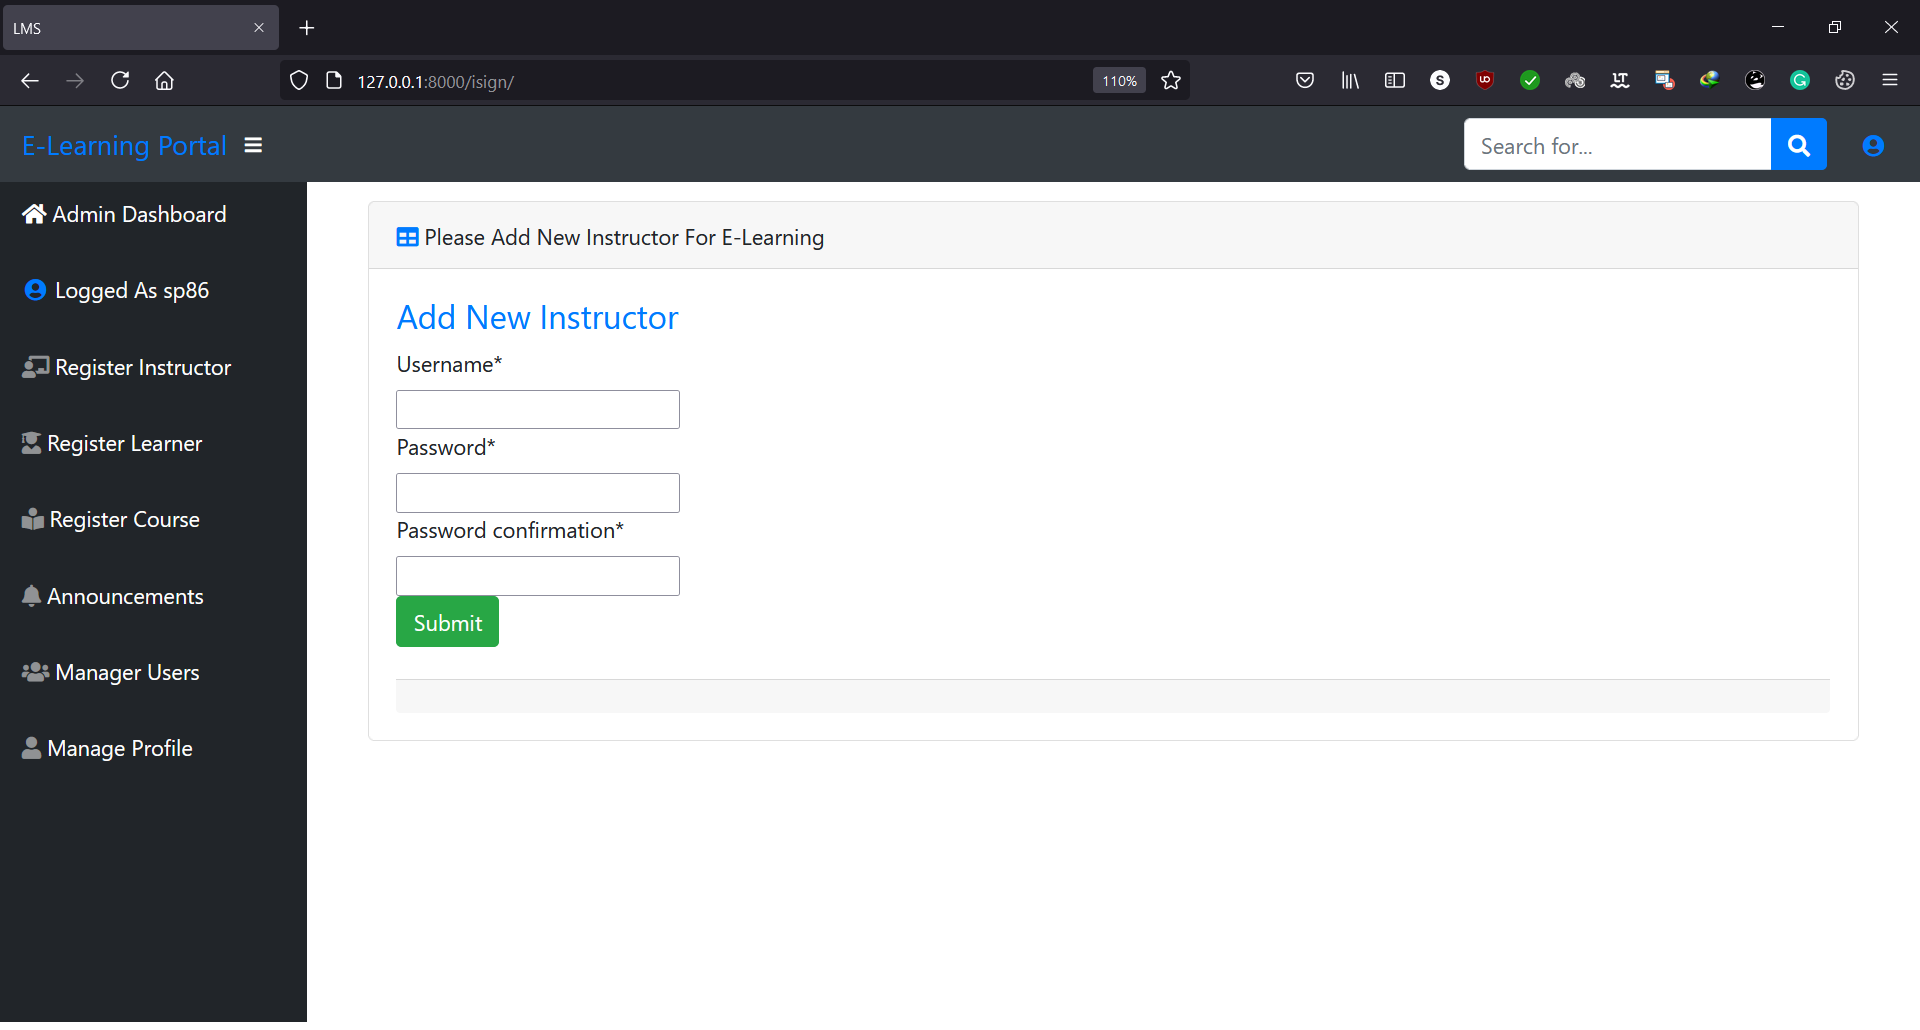 LMS
127.0.0.1:8000/isign/
110%
E-Learning Portal
Search for...
Admin Dashboard
Logged As sp86
Register Instructor
Register Learner
Register Course
Announcements
Manager Users
Manage Profile
Please Add New Instructor For E-Learning
Add New Instructor
Username*
Password*
Password confirmation*
Submit